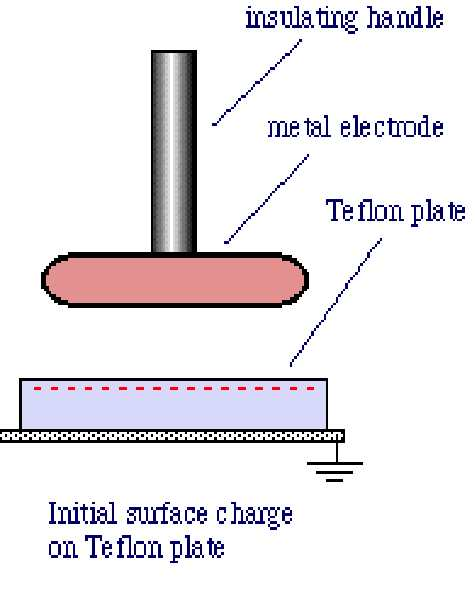 insulating handle
metal electrode
Teflon plate
Initial surface charge
on Teflon plate